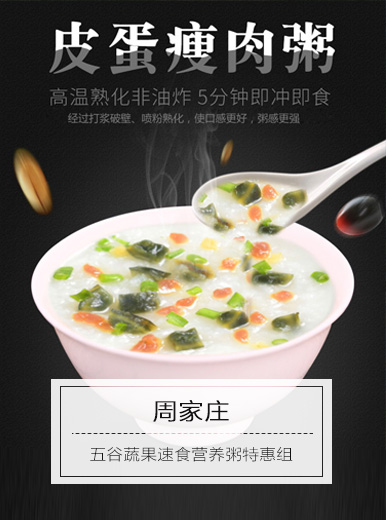 皮蛋瘦肉粥
高温熟化非油炸 5分钟即冲即食
经过打浆破壁、喷粉熟化，使口感更好，粥感更强
周家庄
五谷蔬果速食营养粥特惠组